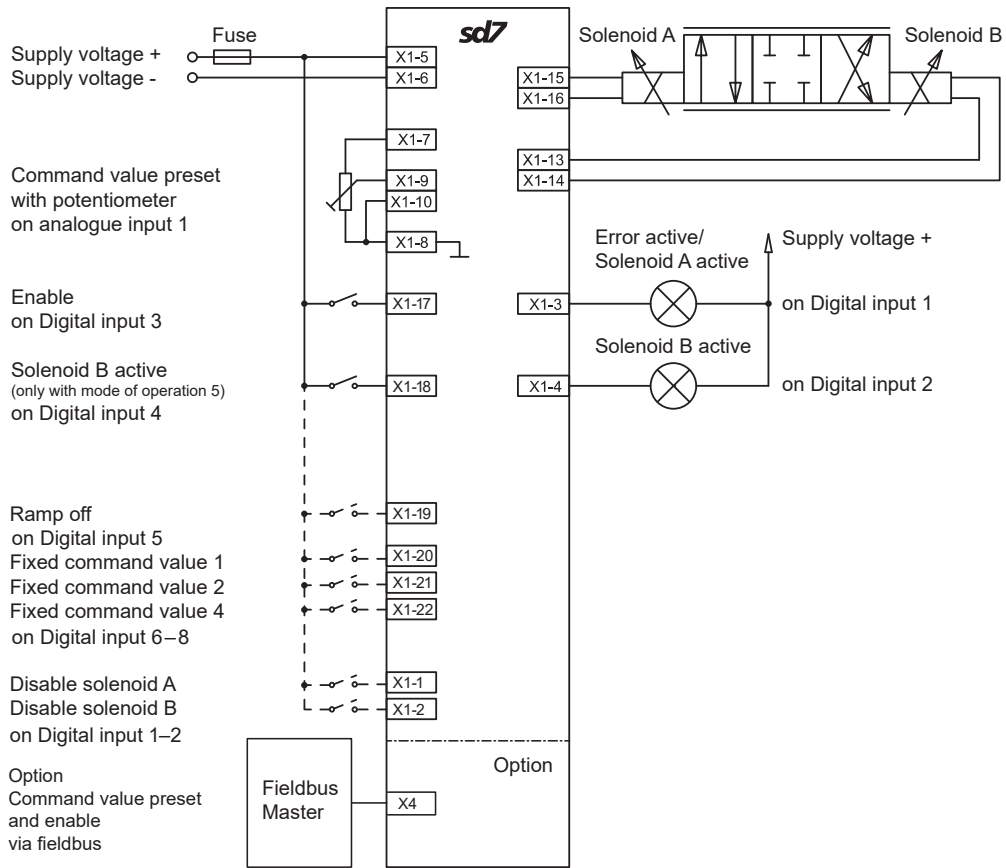 sd7
Supply voltage +
Supply voltage -
Fuse
X1-5
X1-6
X1-7
Command value preset
with potentiometer
on analogue input 1
X1-9
X1-10
X1-8
Enable
on Digital input 3
X1-17
Solenoid B active
(only with mode of operation 5)
on Digital input 4
X1-18
Ramp off
on Digital input 5
X1-19
Fixed command value 1
X1-20
Fixed command value 2
X1-21
Fixed command value 4
X1-22
on Digital input 6–8
Disable solenoid A
X1-1
Disable solenoid B
X1-2
on Digital input 1–2
Option
Command value preset
and enable
via fieldbus
Fieldbus
Master
X4
Option
Solenoid A
Solenoid B
X1-15
X1-16
X1-13
X1-14
Error active/
Solenoid A active
Supply voltage +
X1-3
on Digital input 1
Solenoid B active
X1-4
on Digital input 2